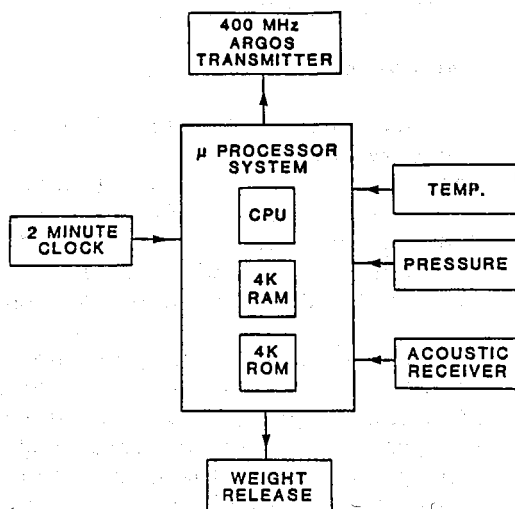 400 MHz
ARGOS
TRANSMITTER
μ PROCESSOR
SYSTEM
CPU
4K
RAM
4K
ROM
2 MINUTE
CLOCK
TEMP.
PRESSURE
ACOUSTIC
RECEIVER
WEIGHT
RELEASE